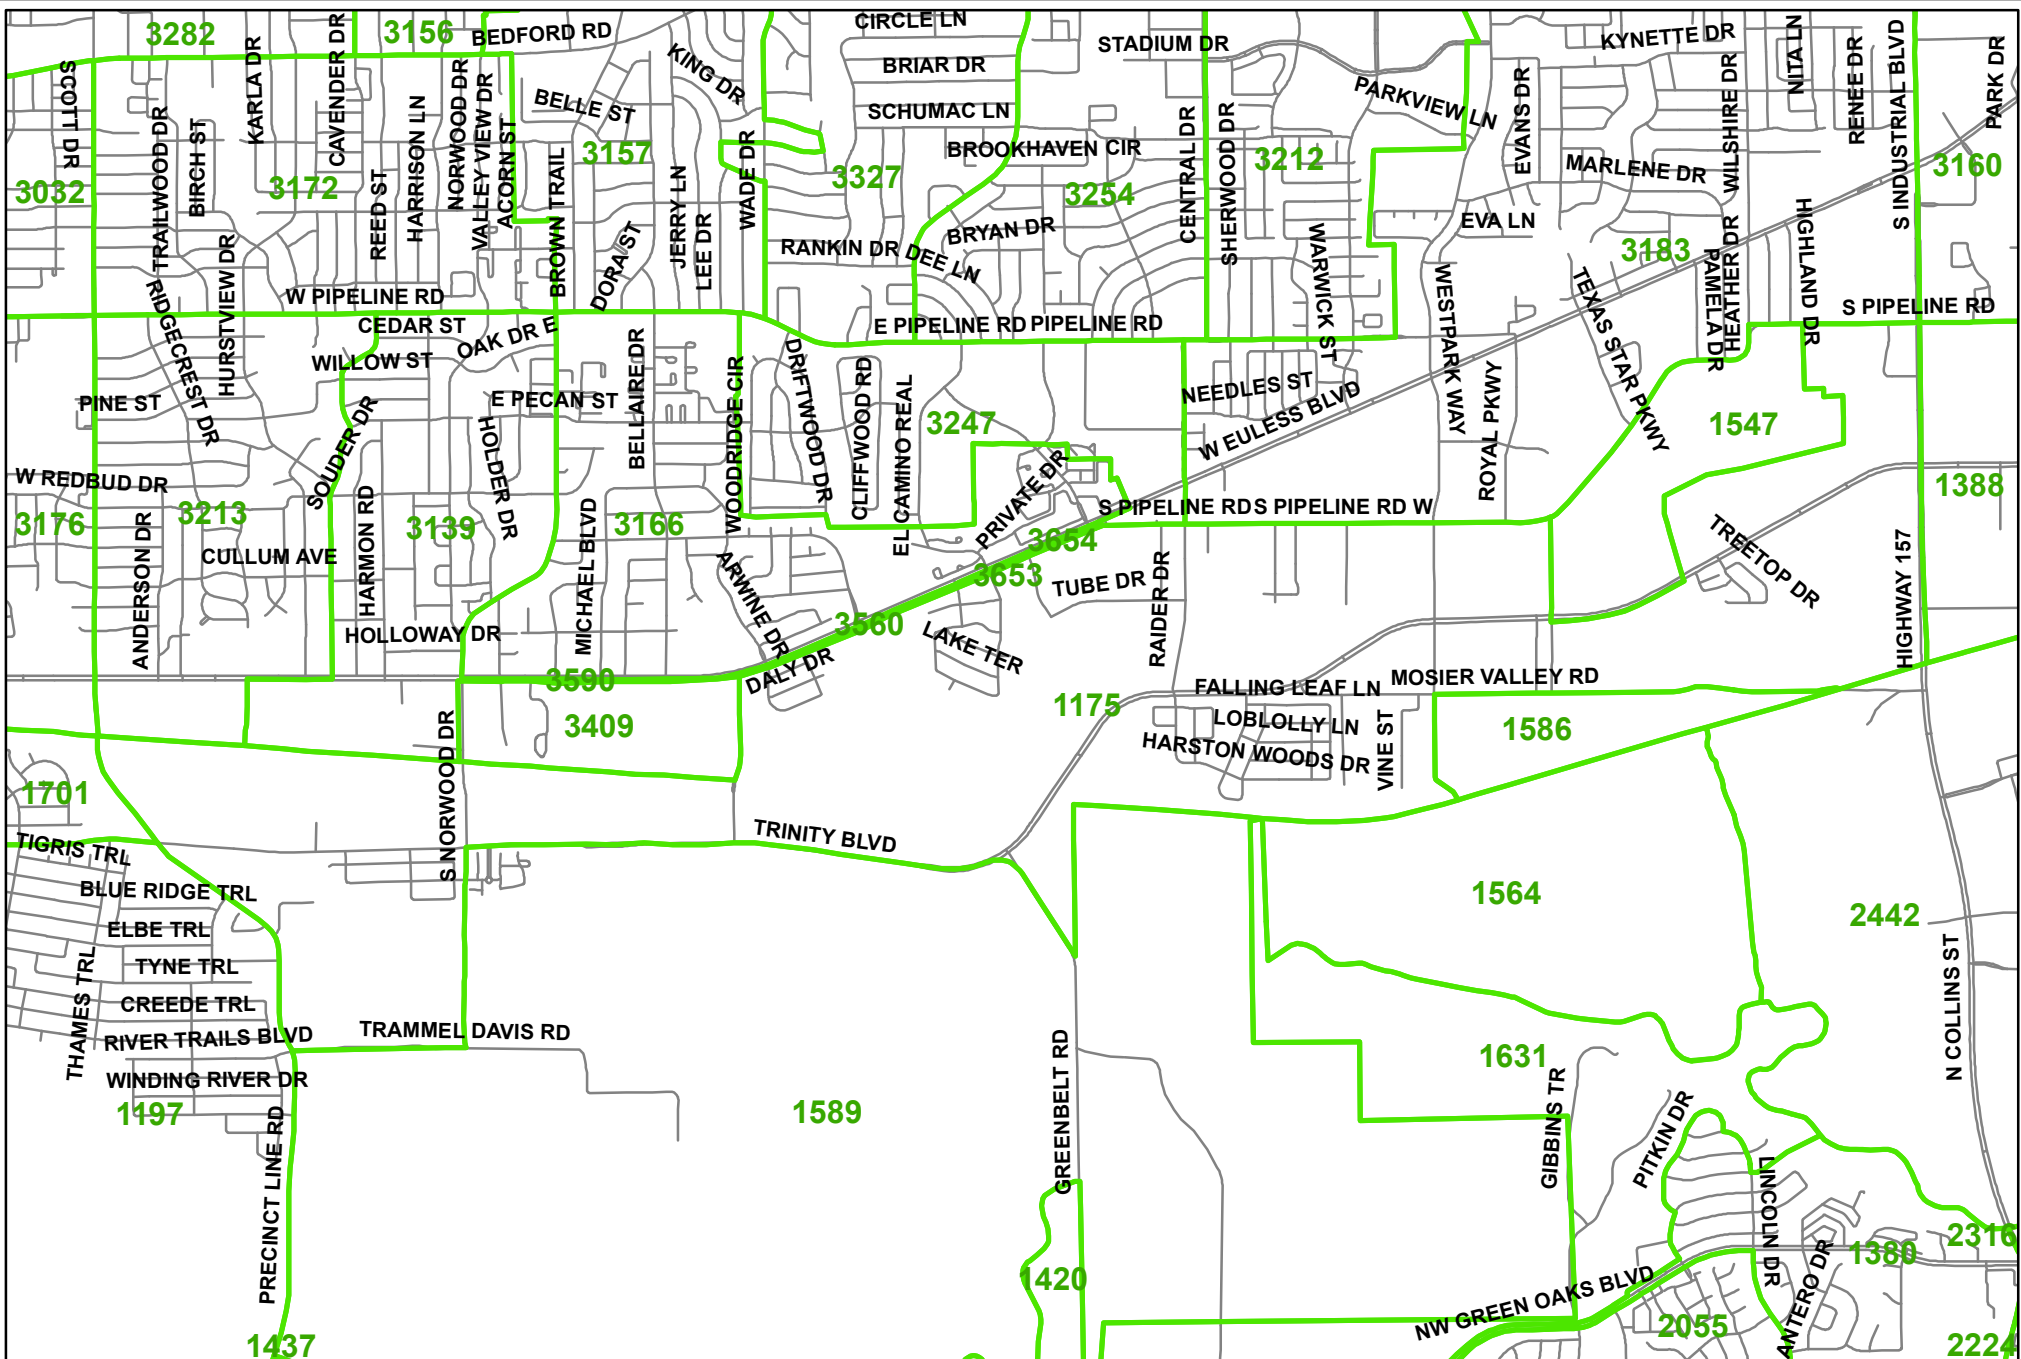 CIRCLE LN
3282
3156
BEDFORD RD
STADIUM DR
KYNETTE DR
NITA LN
RENEE DR
S INDUSTRIAL BLVD
PARK DR
SCOTT DR
KARLA DR
CAVENDER DR
KING DR
BRIAR DR
PARKVIEW LN
EVANS DR
WILSHIRE DR
NORWOOD DR
VALLEY VIEW DR
HARRISON LN
ACORN ST
BELLE ST
SCHUMAC LN
TRAILWOOD DR
BIRCH ST
3157
WADE DR
BROOKHAVEN CIR
CENTRAL DR
SHERWOOD DR
3212
MARLENE DR
3160
3032
3172
REED ST
BROWN TRAIL
JERRY LN
3327
3254
EVA LN
BRYAN DR
RANKIN DR
DEE LN
3183
HIGHLAND DR
HURSTVIEW DR
DORA ST
LEE DR
WARWICK ST
PAMELA DR
HEATHER DR
W PIPELINE RD
RIDGECREST DR
CEDAR ST
OAK DR E
E PIPELINE RD
PIPELINE RD
WESTPARK WAY
TEXAS STAR PKWY
S PIPELINE RD
WILLOW ST
BELLAIRE DR
WOODRIDGE CIR
DRIFTWOOD DR
CLIFFWOOD RD
EL CAMINO REAL
NEEDLES ST
W EULESS BLVD
ROYAL PKWY
PINE ST
E PECAN ST
3247
1547
SOUDER DR
HOLDER DR
W REDBUD DR
PRIVATE DR
1388
3176
3213
3139
3166
S PIPELINE RD
S PIPELINE RD W
ANDERSON DR
HARMON RD
MICHAEL BLVD
3654
TREETOP DR
HIGHWAY 157
CULLUM AVE
ARWINE DR
3653
TUBE DR
RAIDER DR
HOLLOWAY DR
3560
LAKE TER
3590
DALY DR
FALLING LEAF LN
MOSIER VALLEY RD
3409
1175
LOBLOLLY LN
HARSTON WOODS DR
VINE ST
1586
1701
S NORWOOD DR
TRINITY BLVD
TIGRIS TRL
BLUE RIDGE TRL
1564
2442
ELBE TRL
TYNE TRL
THAMES TRL
CREEDE TRL
N COLLINS ST
RIVER TRAILS BLVD
TRAMMEL DAVIS RD
GREENBELT RD
1631
WINDING RIVER DR
1197
1589
GIBBINS TR
PITKIN DR
PRECINCT LINE RD
LINCOLN DR
2316
1420
ANTERO DR
1380
NW GREEN OAKS BLVD
2055
1437
2224